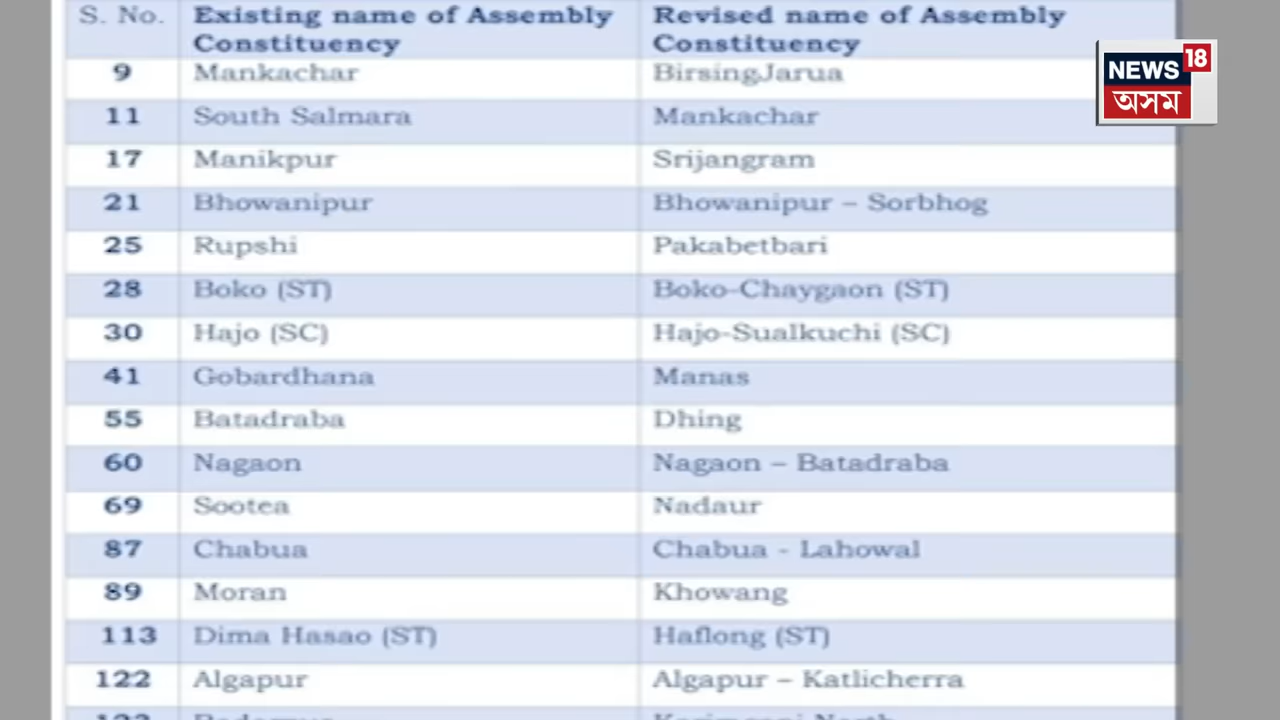 S. No. Existing name of Assembly Constituency Revised name of Assembly Constituency
9 Mankachar BirsingJarua
11 South Salmara Mankachar
17 Manikpur Srijangram
21 Bhowanipur Bhowanipur – Sorbhog
25 Rupshi Pakabetbari
28 Boko (ST) Boko-Chaygaon (ST)
30 Hajo (SC) Hajo-Sualkuchi (SC)
41 Gobardhana Manas
55 Batadraba Dhing
60 Nagaon Nagaon – Batadraba
69 Sootea Nadaur
87 Chabua Chabua - Lahowal
89 Moran Khowang
113 Dima Hasao (ST) Haflong (ST)
122 Algapur Algapur – Katlicherra
NEWS 18
অসম